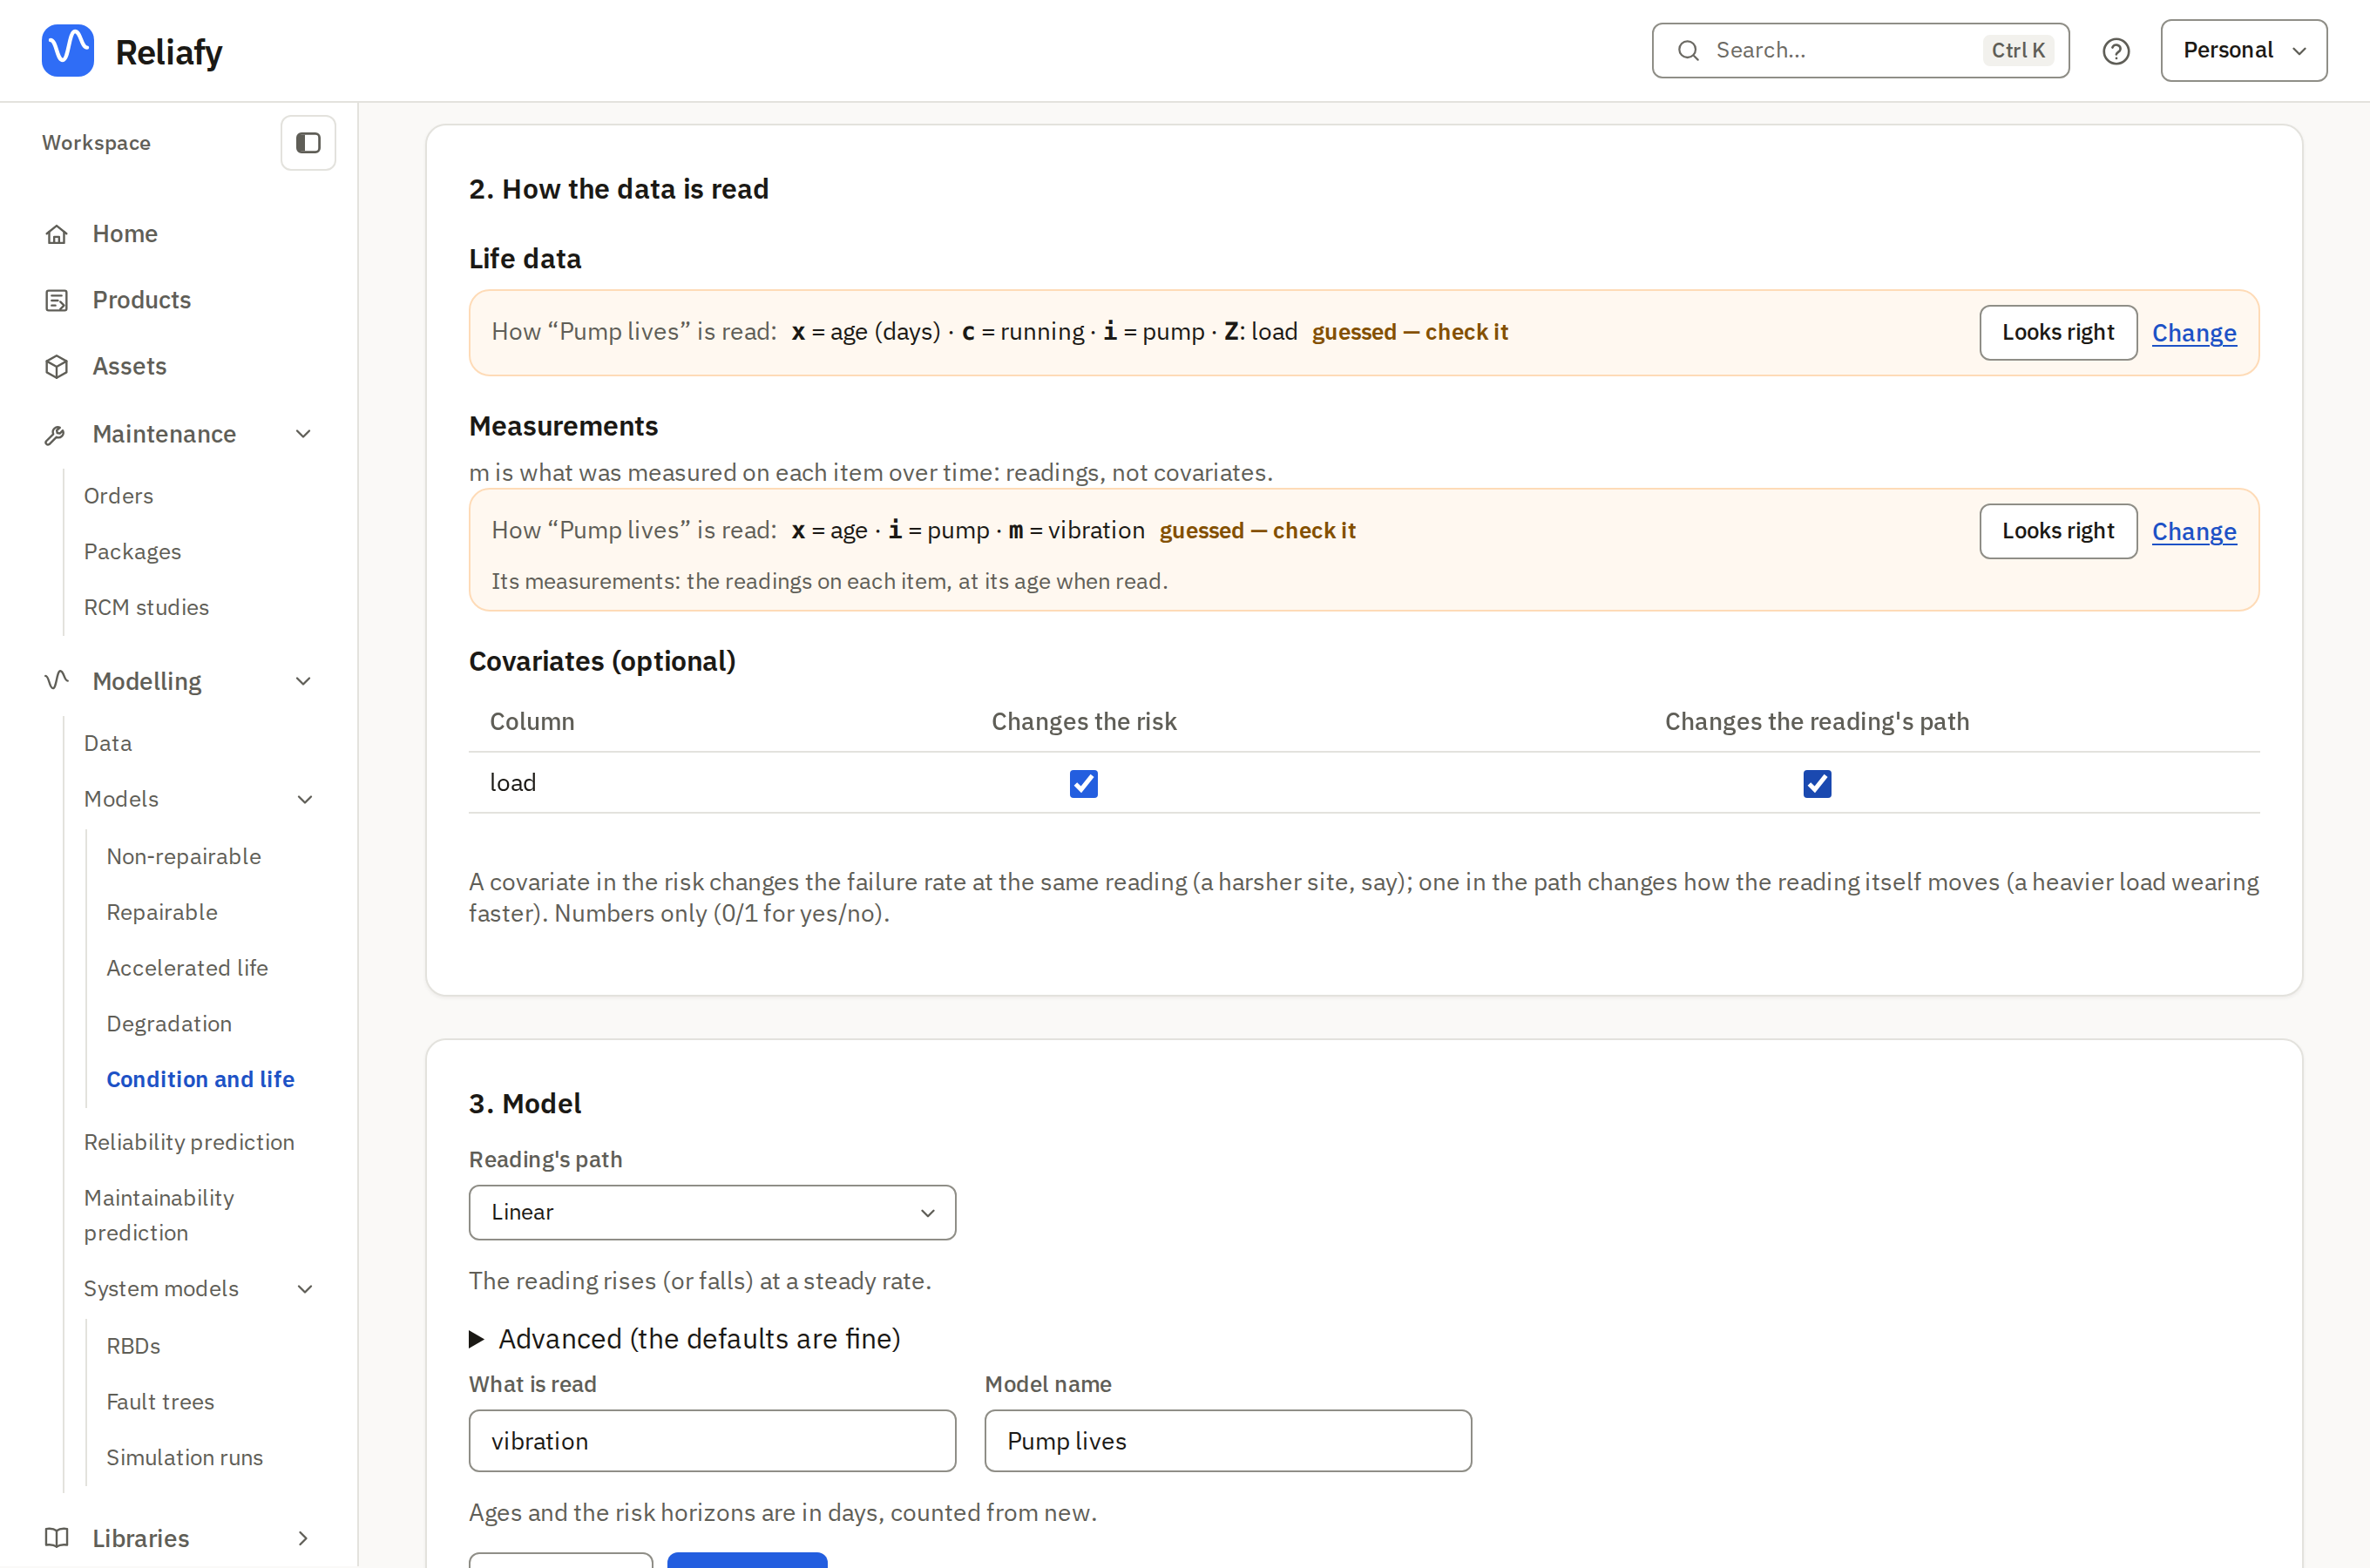 Reliafy
Search...
Ctrl K
Personal
Workspace
Home
Products
Assets
Maintenance
Orders
Packages
RCM studies
Modelling
Data
Models
Non-repairable
Repairable
Accelerated life
Degradation
Condition and life
Reliability prediction
Maintainability
prediction
System models
RBDs
Fault trees
Simulation runs
Libraries
2. How the data is read
Life data
How “Pump lives” is read: x = age (days) · c = running · i = pump · Z: load guessed — check it
Looks right
Change
Measurements
m is what was measured on each item over time: readings, not covariates.
How “Pump lives” is read: x = age · i = pump · m = vibration guessed — check it
Looks right
Change
Its measurements: the readings on each item, at its age when read.
Covariates (optional)
Column Changes the risk Changes the reading's path
load
A covariate in the risk changes the failure rate at the same reading (a harsher site, say); one in the path changes how the reading itself moves (a heavier load wearing
faster). Numbers only (0/1 for yes/no).
3. Model
Reading's path
Linear
The reading rises (or falls) at a steady rate.
Advanced (the defaults are fine)
What is read
vibration
Model name
Pump lives
Ages and the risk horizons are in days, counted from new.